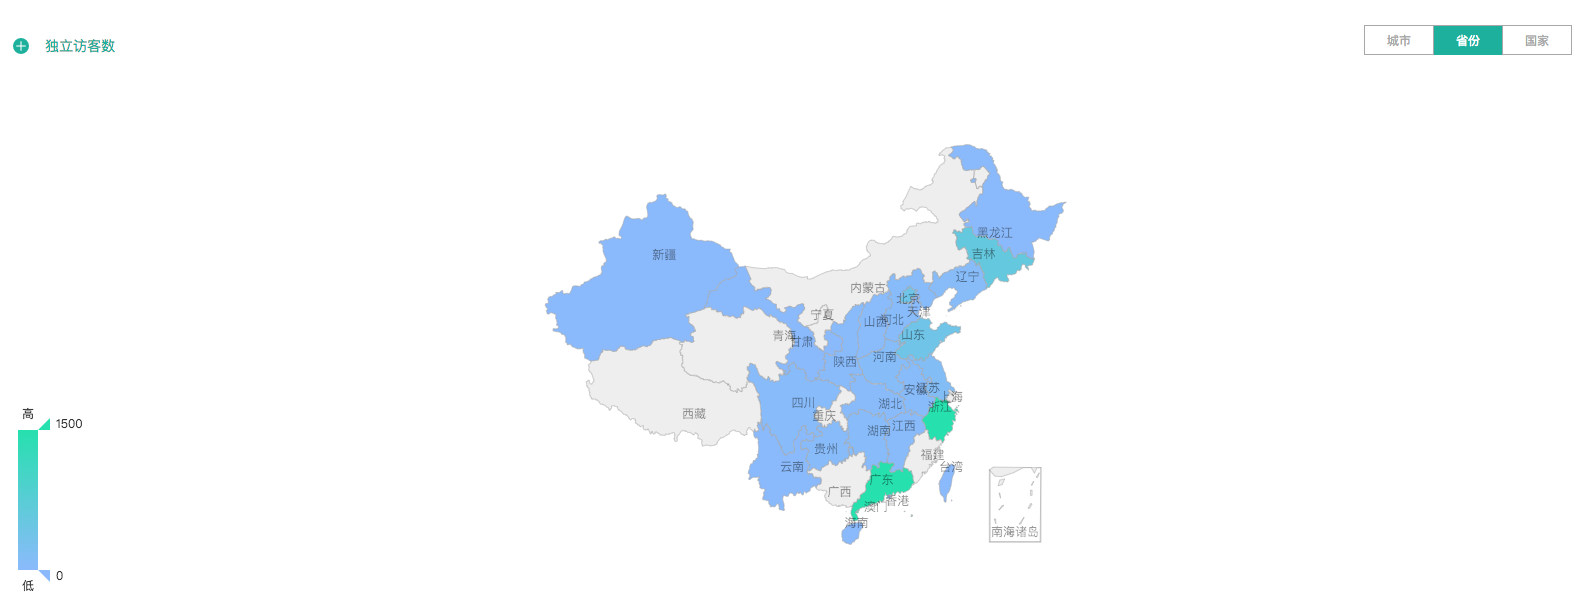 独立访客数
城市
省份
国家
黑龙江
吉林
新疆
辽宁
内蒙古
北京
天津
宁夏
山西
河北
山东
青海
甘肃
河南
陕西
安徽
江苏
上海
四川
湖北
浙江
重庆
西藏
江西
湖南
贵州
福建
云南
台湾
广东
广西
香港
澳门
海南
南海诸岛
高
1500
0
低